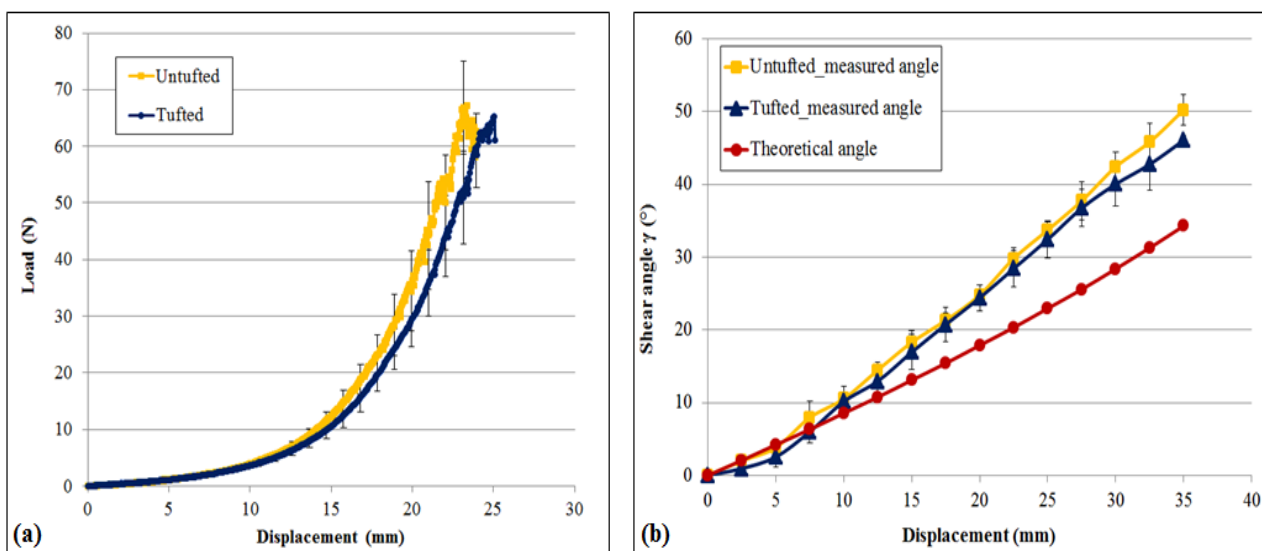 80
70
60
50
40
30
20
10
0
Load (N)
Untufted
Tufted
0 5 10 15 20 25 30
Displacement (mm)
(a)
60
50
40
30
20
10
0
Shear angle γ (°)
Untufted_measured angle
Tufted_measured angle
Theoretical angle
0 5 10 15 20 25 30 35 40
Displacement (mm)
(b)